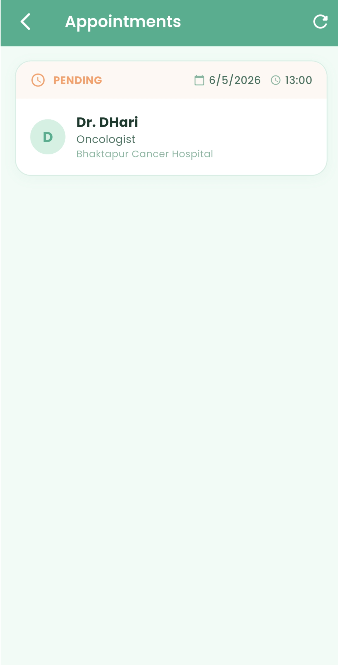 Appointments
PENDING 6/5/2026 13:00
D
Dr. DHari
Oncologist
Bhaktapur Cancer Hospital